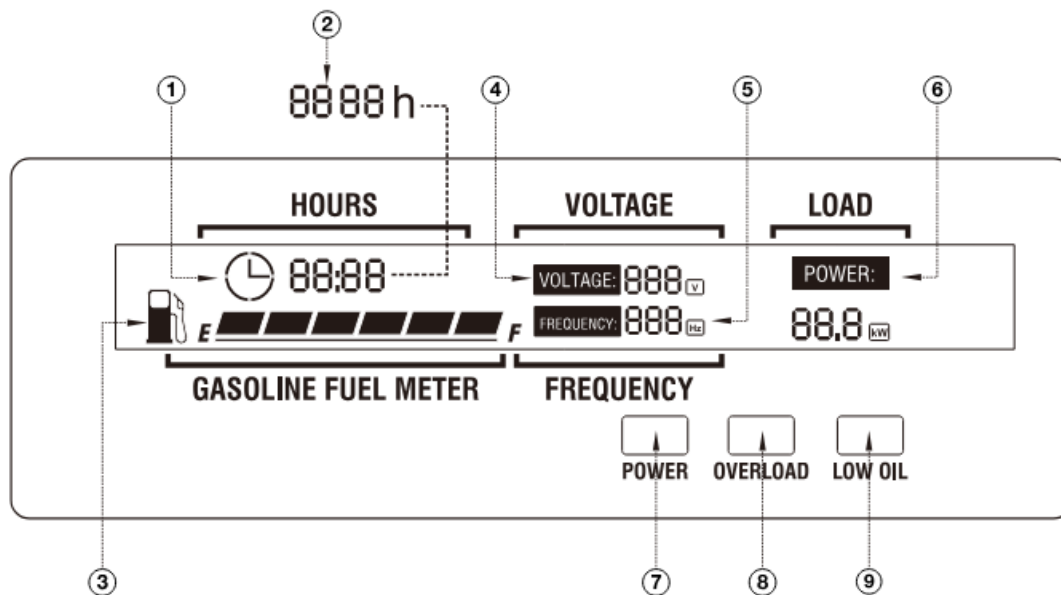 ②
8888 h
① ④ ⑤ ⑥
HOURS VOLTAGE LOAD
88:88 VOLTAGE: 888 V POWER:
③ E F FREQUENCY: 888 Hz 88.8 kW
GASOLINE FUEL METER FREQUENCY
POWER OVERLOAD LOW OIL
⑦ ⑧ ⑨